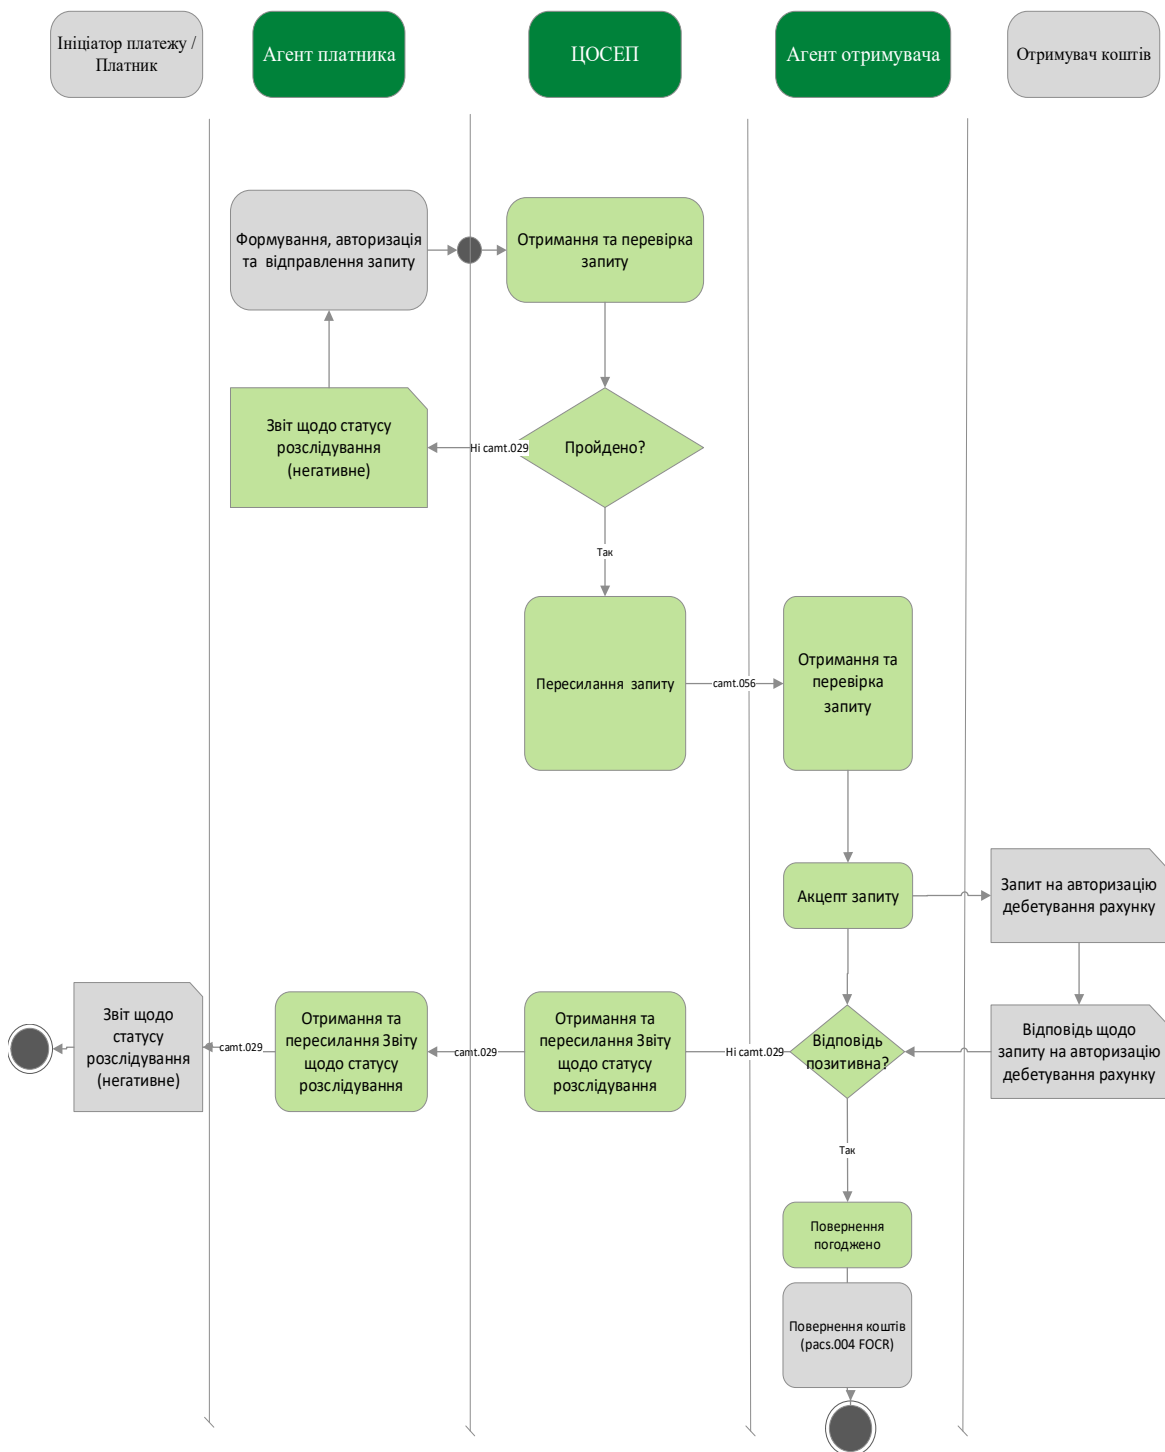 Ініціатор платежу /
Платник
Агент платника
ЦОСЕП
Агент отримувача
Отримувач коштів
Формування, авторизація
та відправлення запиту
Отримання та перевірка
запиту
Звіт щодо статусу
розслідування
(негативне)
Ні camt.029
Пройдено?
Так
Пересилання запиту
camt.056
Отримання та
перевірка
запиту
Акцепт запиту
Запит на авторизацію
дебетування рахунку
Звіт щодо
статусу
розслідування
(негативне)
camt.029
Отримання та
пересилання Звіту
щодо статусу
розслідування
camt.029
Отримання та
пересилання Звіту
щодо статусу
розслідування
Ні camt.029
Відповідь
позитивна?
Відповідь щодо
запиту на авторизацію
дебетування рахунку
Так
Повернення
погоджено
Повернення коштів
(pacs.004 FOCR)